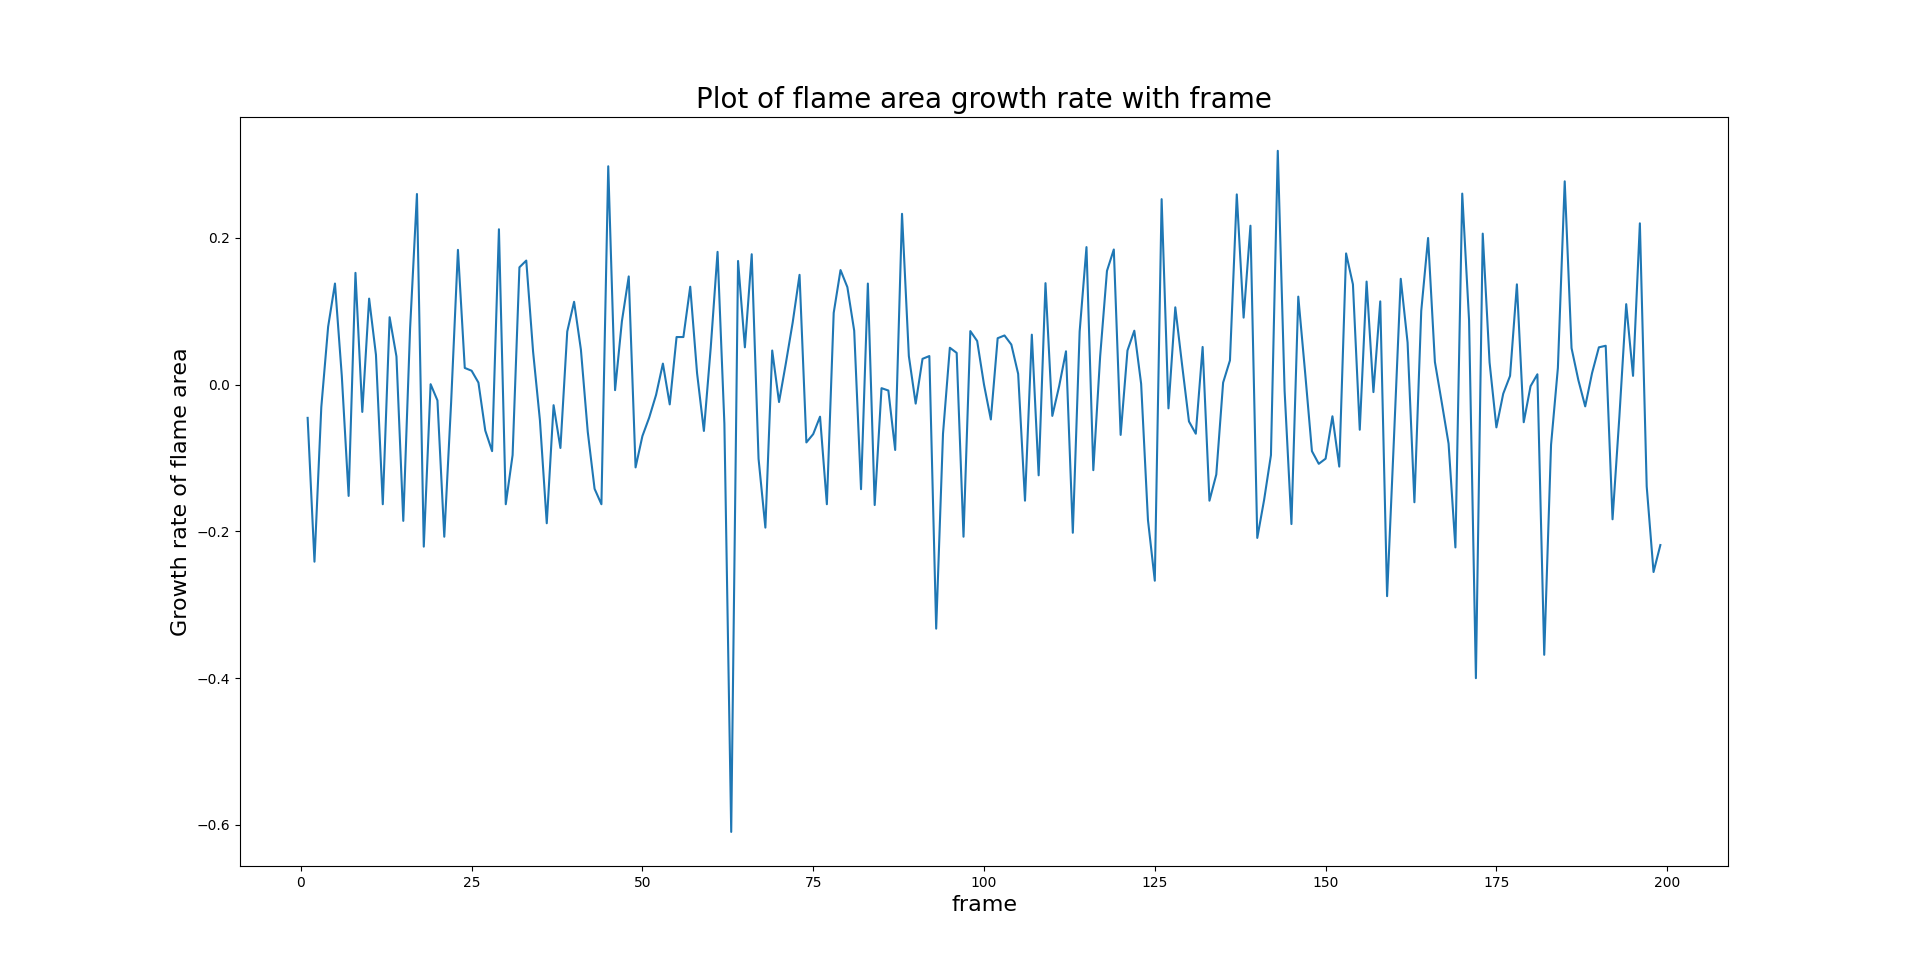 Plot of flame area growth rate with frame
Growth rate of flame area
0.2
0.0
−0.2
−0.4
−0.6
0 25 50 75 100 125 150 175 200
frame